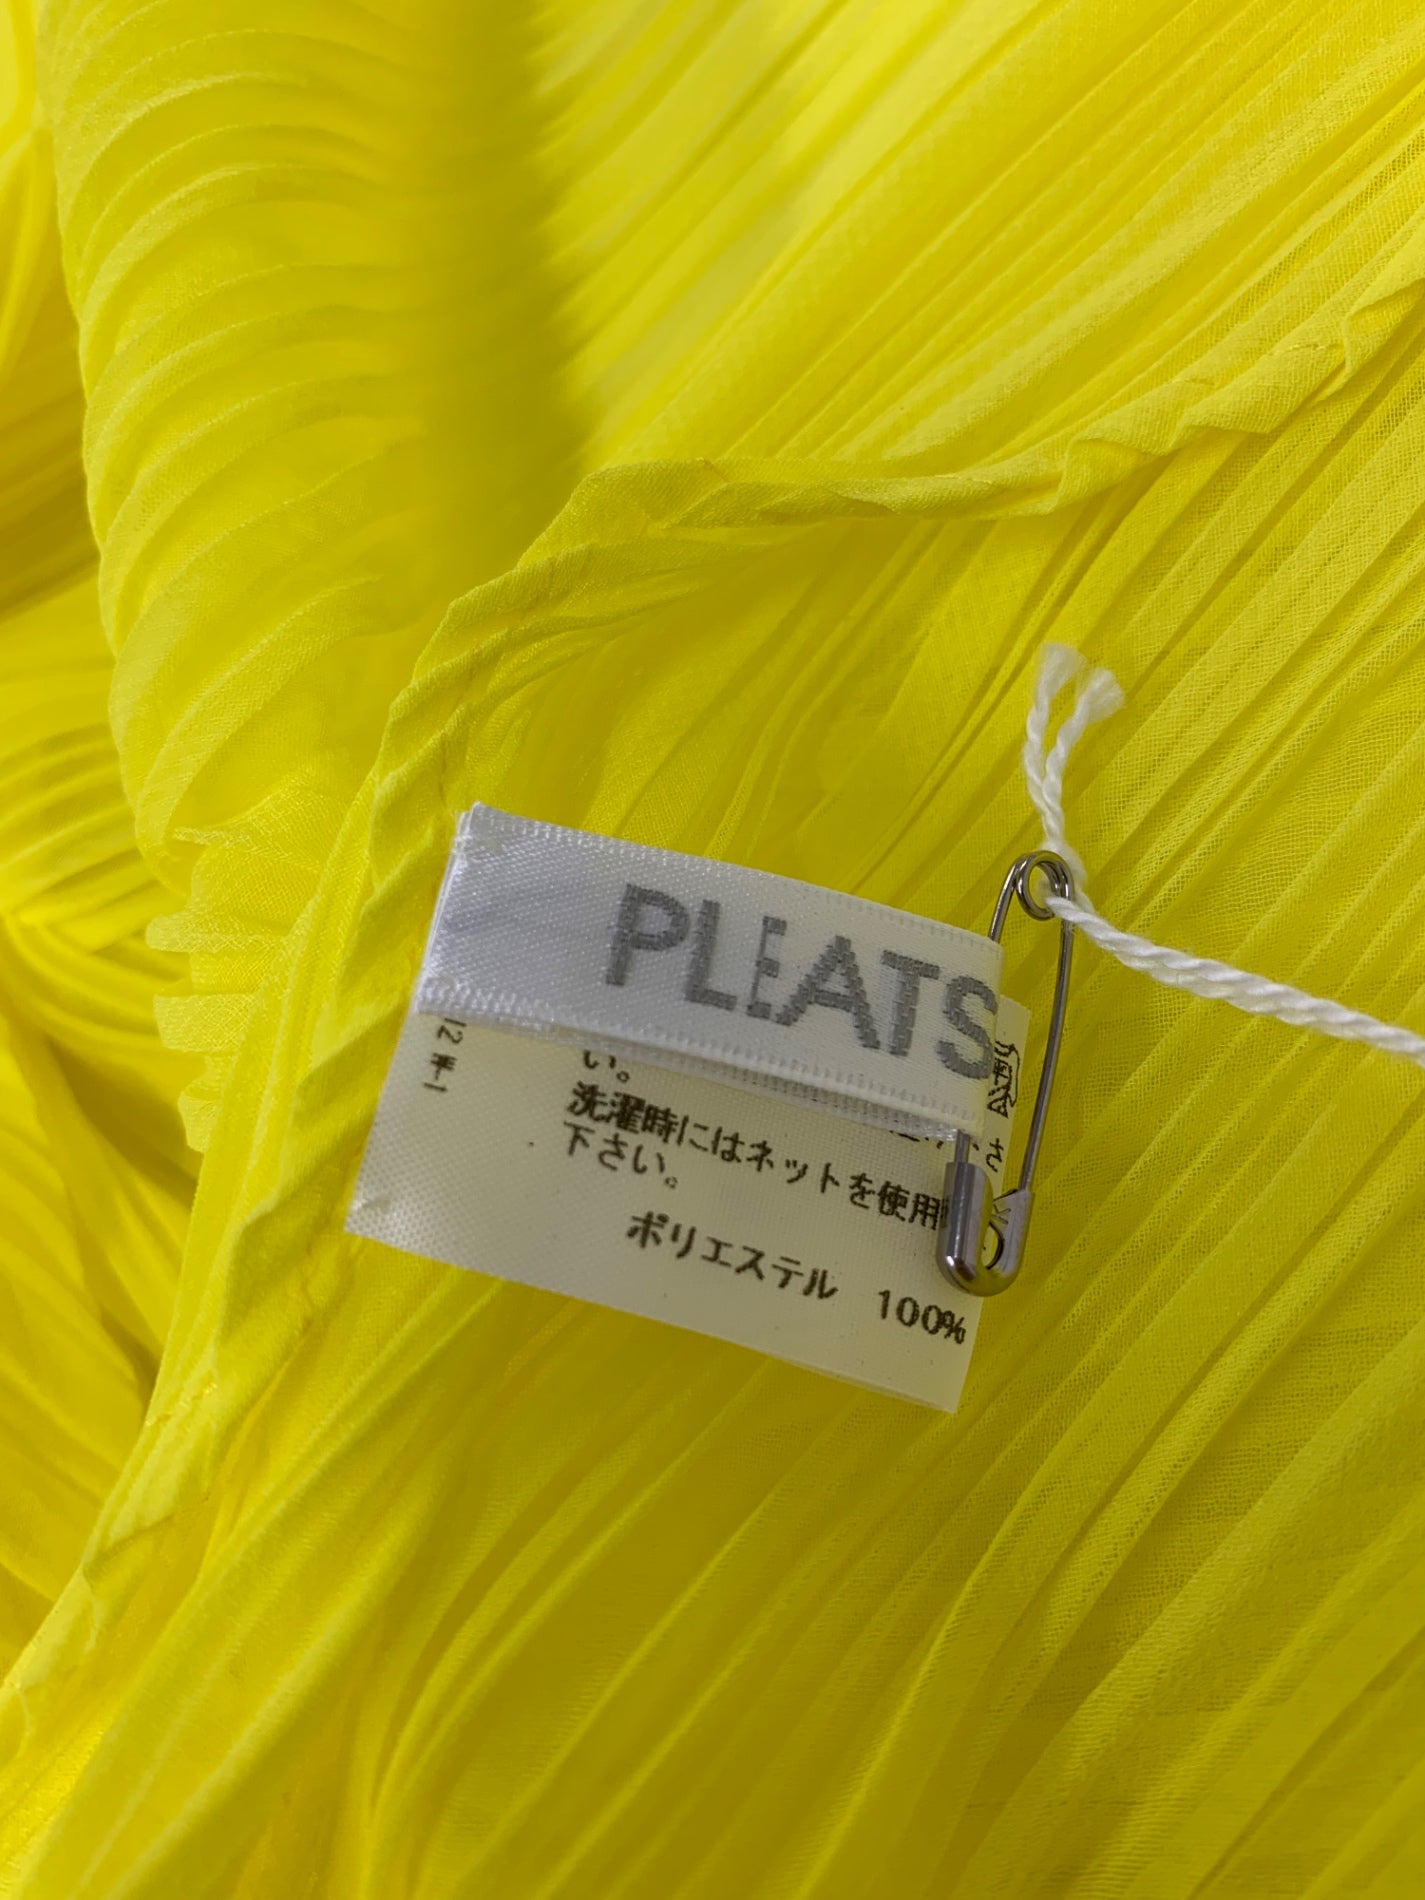 PLEATS
い。
洗濯時にはネットを使用
下さい。
ポリエステル 100%